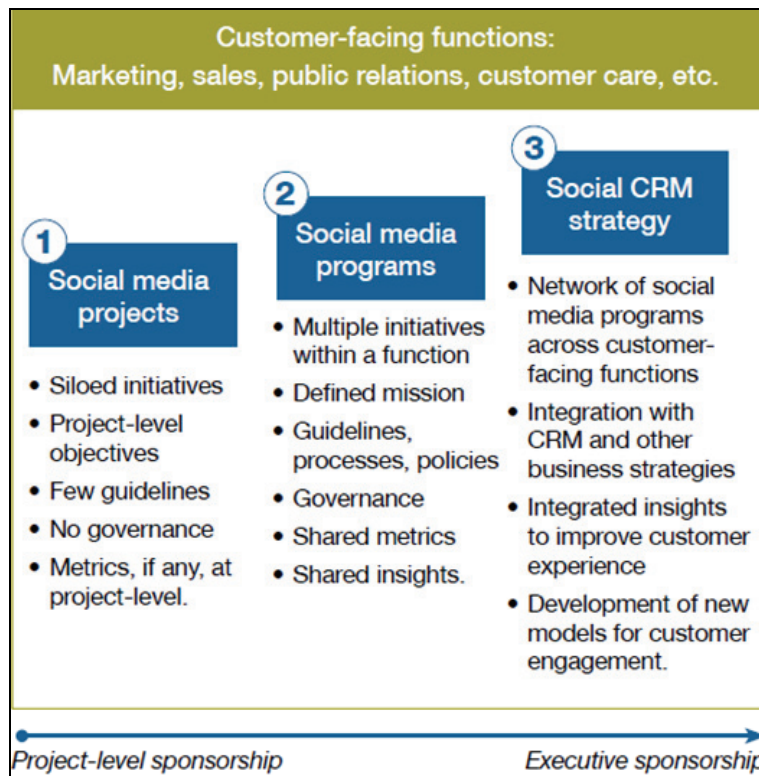 Customer-facing functions:
Marketing, sales, public relations, customer care, etc.
1
Social media
projects
• Siloed initiatives
• Project-level
objectives
• Few guidelines
• No governance
• Metrics, if any, at
project-level.
2
Social media
programs
• Multiple initiatives
within a function
• Defined mission
• Guidelines,
processes, policies
• Governance
• Shared metrics
• Shared insights.
3
Social CRM
strategy
• Network of social
media programs
across customer-
facing functions
• Integration with
CRM and other
business strategies
• Integrated insights
to improve customer
experience
• Development of new
models for customer
engagement.
Project-level sponsorship
Executive sponsorship